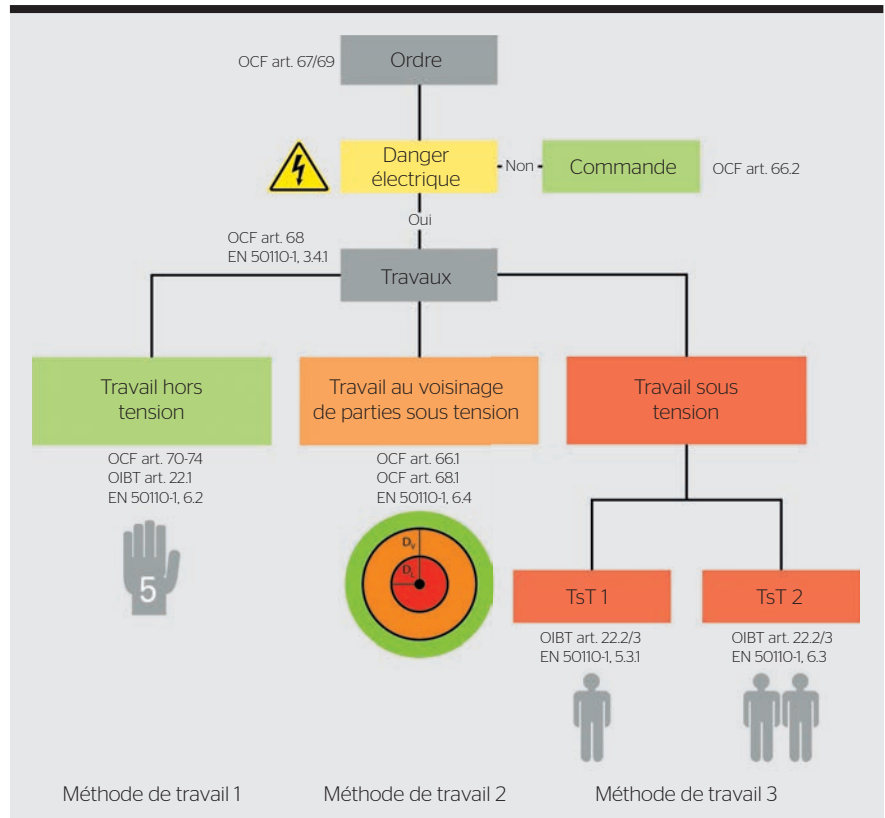 OCF art. 67/69
Ordre
Danger
électrique
Non
Commande
OCF art. 66.2
Oui
OCF art. 68
EN 50110-1, 3.4.1
Travaux
Travail hors
tension
Travail au voisinage
de parties sous tension
Travail sous
tension
OCF art. 70-74
OIBT art. 22.1
EN 50110-1, 6.2
OCF art. 66.1
OCF art. 68.1
EN 50110-1, 6.4
5
DV
DL
TsT 1
TsT 2
OIBT art. 22.2/3
EN 50110-1, 5.3.1
OIBT art. 22.2/3
EN 50110-1, 6.3
Méthode de travail 1
Méthode de travail 2
Méthode de travail 3